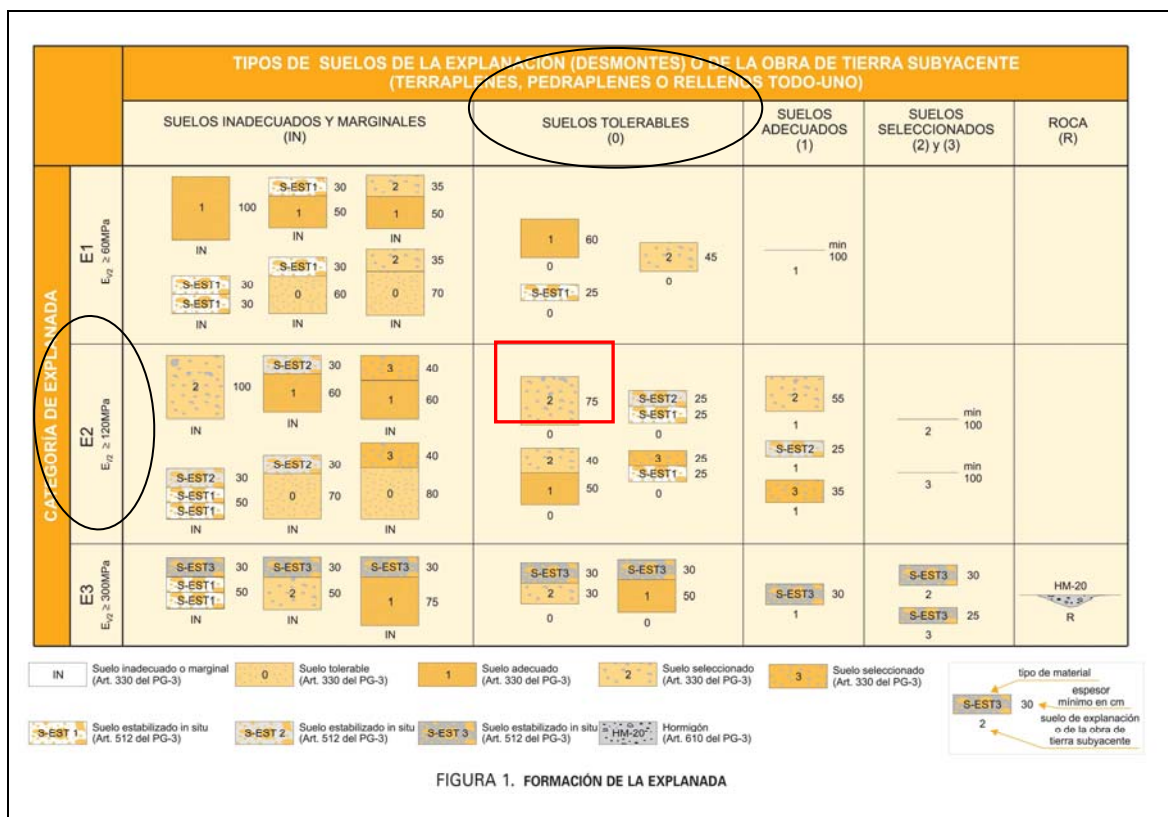 TIPOS DE SUELOS DE LA EXPLANACIÓN (DESMONTES) O DE LA OBRA DE TIERRA SUBYACENTE
(TERRAPLENES, PEDRAPLENES O RELLENOS TODO-UNO)
SUELOS INADECUADOS Y MARGINALES
(IN)
SUELOS TOLERABLES
(0)
SUELOS
ADECUADOS
(1)
SUELOS
SELECCIONADOS
(2) y (3)
ROCA
(R)
CATEGORÍA DE EXPLANADA
E1
EV2 ≥ 60MPa
1 100
IN
S-EST1 30
1 50
IN
2 35
1 50
IN
S-EST1 30
S-EST1 30
IN
S-EST1 30
0 60
IN
2 35
0 70
IN
1 60
0
2 45
0
S-EST1 25
0
min
100
1
E2
EV2 ≥ 120MPa
2 100
IN
S-EST2 30
1 60
IN
3 40
1 60
IN
S-EST2 30
S-EST1 50
S-EST1
IN
S-EST2 30
0 70
IN
3 40
0 80
IN
2 75
0
S-EST2 25
S-EST1 25
0
2 40
1 50
0
3 25
S-EST1 25
0
2 55
1
S-EST2 25
1
3 35
1
min
100
2
min
100
3
E3
EV2 ≥ 300MPa
S-EST3 30
S-EST1 50
S-EST1
IN
S-EST3 30
2 50
IN
S-EST3 30
1 75
IN
S-EST3 30
2 30
0
S-EST3 30
1 50
0
S-EST3 30
1
S-EST3 30
2
S-EST3 25
3
HM-20
R
IN Suelo inadecuado o marginal
(Art. 330 del PG-3)
0 Suelo tolerable
(Art. 330 del PG-3)
1 Suelo adecuado
(Art. 330 del PG-3)
2 Suelo seleccionado
(Art. 330 del PG-3)
3 Suelo seleccionado
(Art. 330 del PG-3)
S-EST 1 Suelo estabilizado in situ
(Art. 512 del PG-3)
S-EST 2 Suelo estabilizado in situ
(Art. 512 del PG-3)
S-EST 3 Suelo estabilizado in situ
(Art. 512 del PG-3)
HM-20 Hormigón
(Art. 610 del PG-3)
tipo de material
espesor
mínimo en cm
S-EST3 30
2
suelo de explanación
o de la obra de
tierra subyacente
FIGURA 1. FORMACIÓN DE LA EXPLANADA